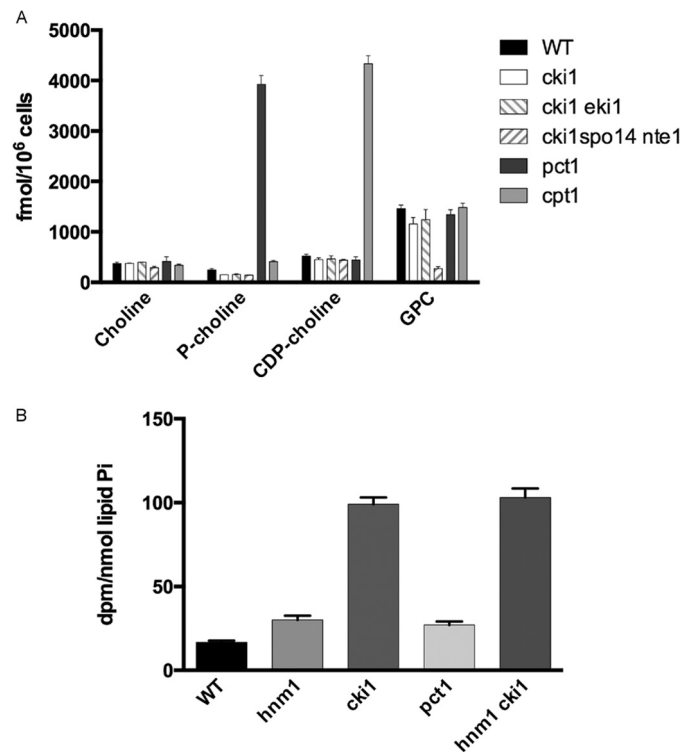 A
5000
4000
3000
2000
1000
0
fmol/10⁶ cells
Choline
P-choline
CDP-choline
GPC
WT
cki1
cki1 eki1
cki1spo14 nte1
pct1
cpt1
B
150
100
50
0
dpm/nmol lipid Pi
WT
hnm1
cki1
pct1
hnm1 cki1